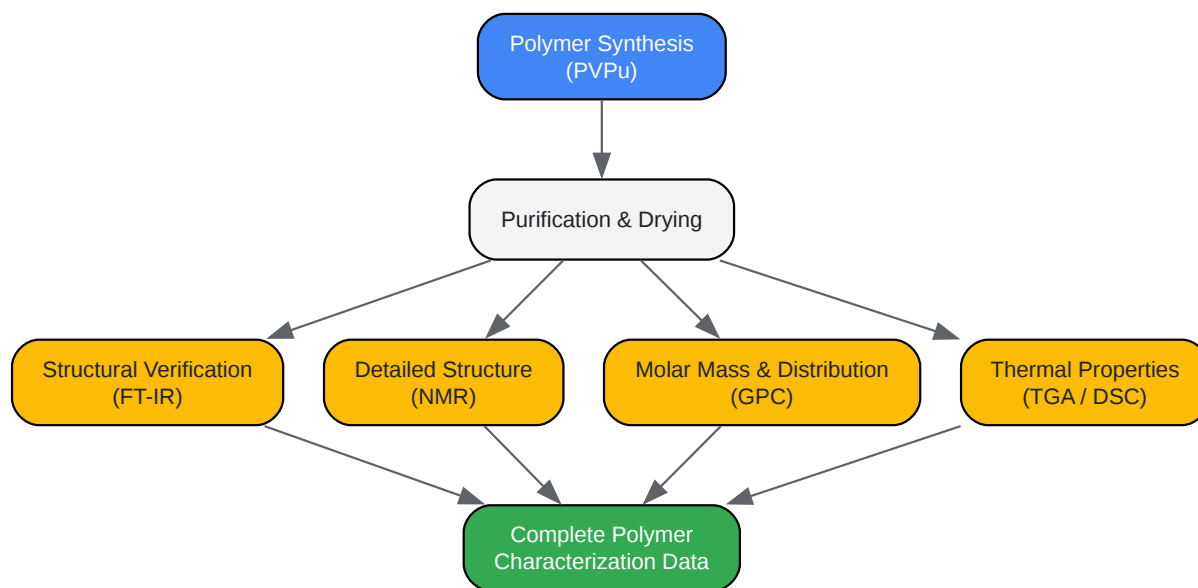 Polymer Synthesis
(PVPu)
Purification & Drying
Structural Verification
(FT-IR)
Detailed Structure
(NMR)
Molar Mass & Distribution
(GPC)
Thermal Properties
(TGA / DSC)
Complete Polymer
Characterization Data